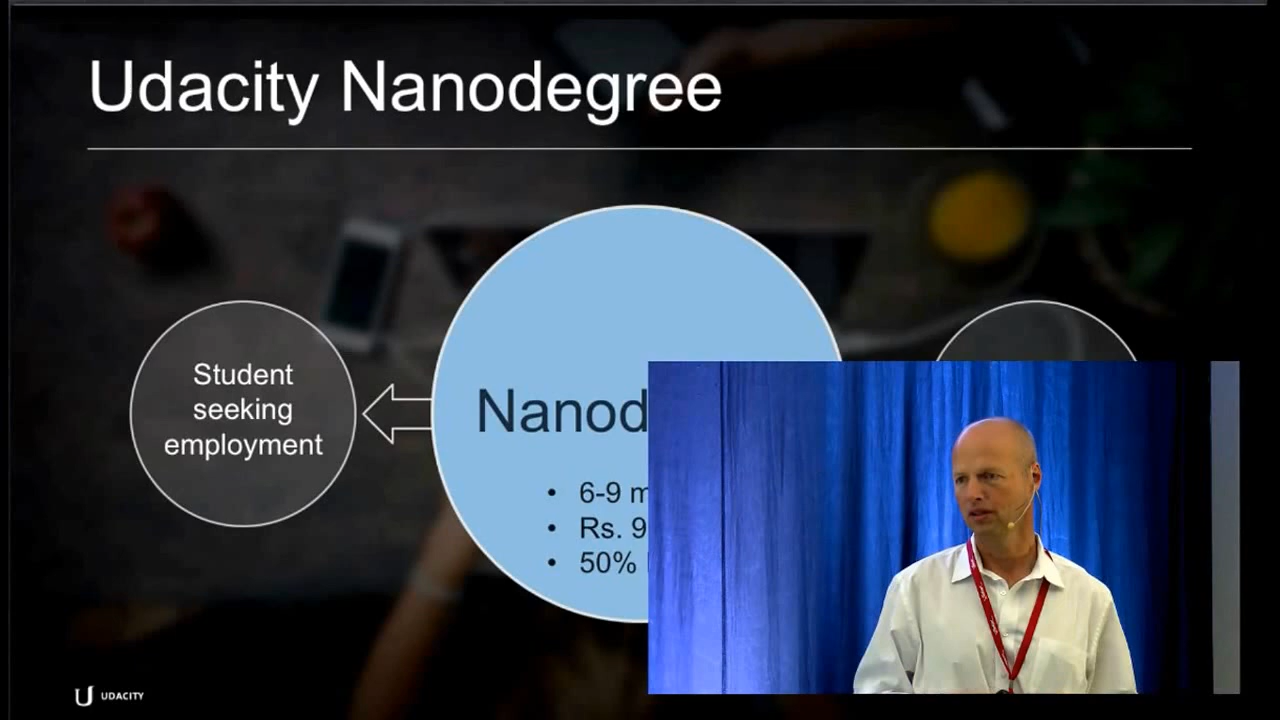 Udacity Nanodegree
Student
seeking
employment
Nanod
• 6-9 m
• Rs. 9
• 50%
UDACITY